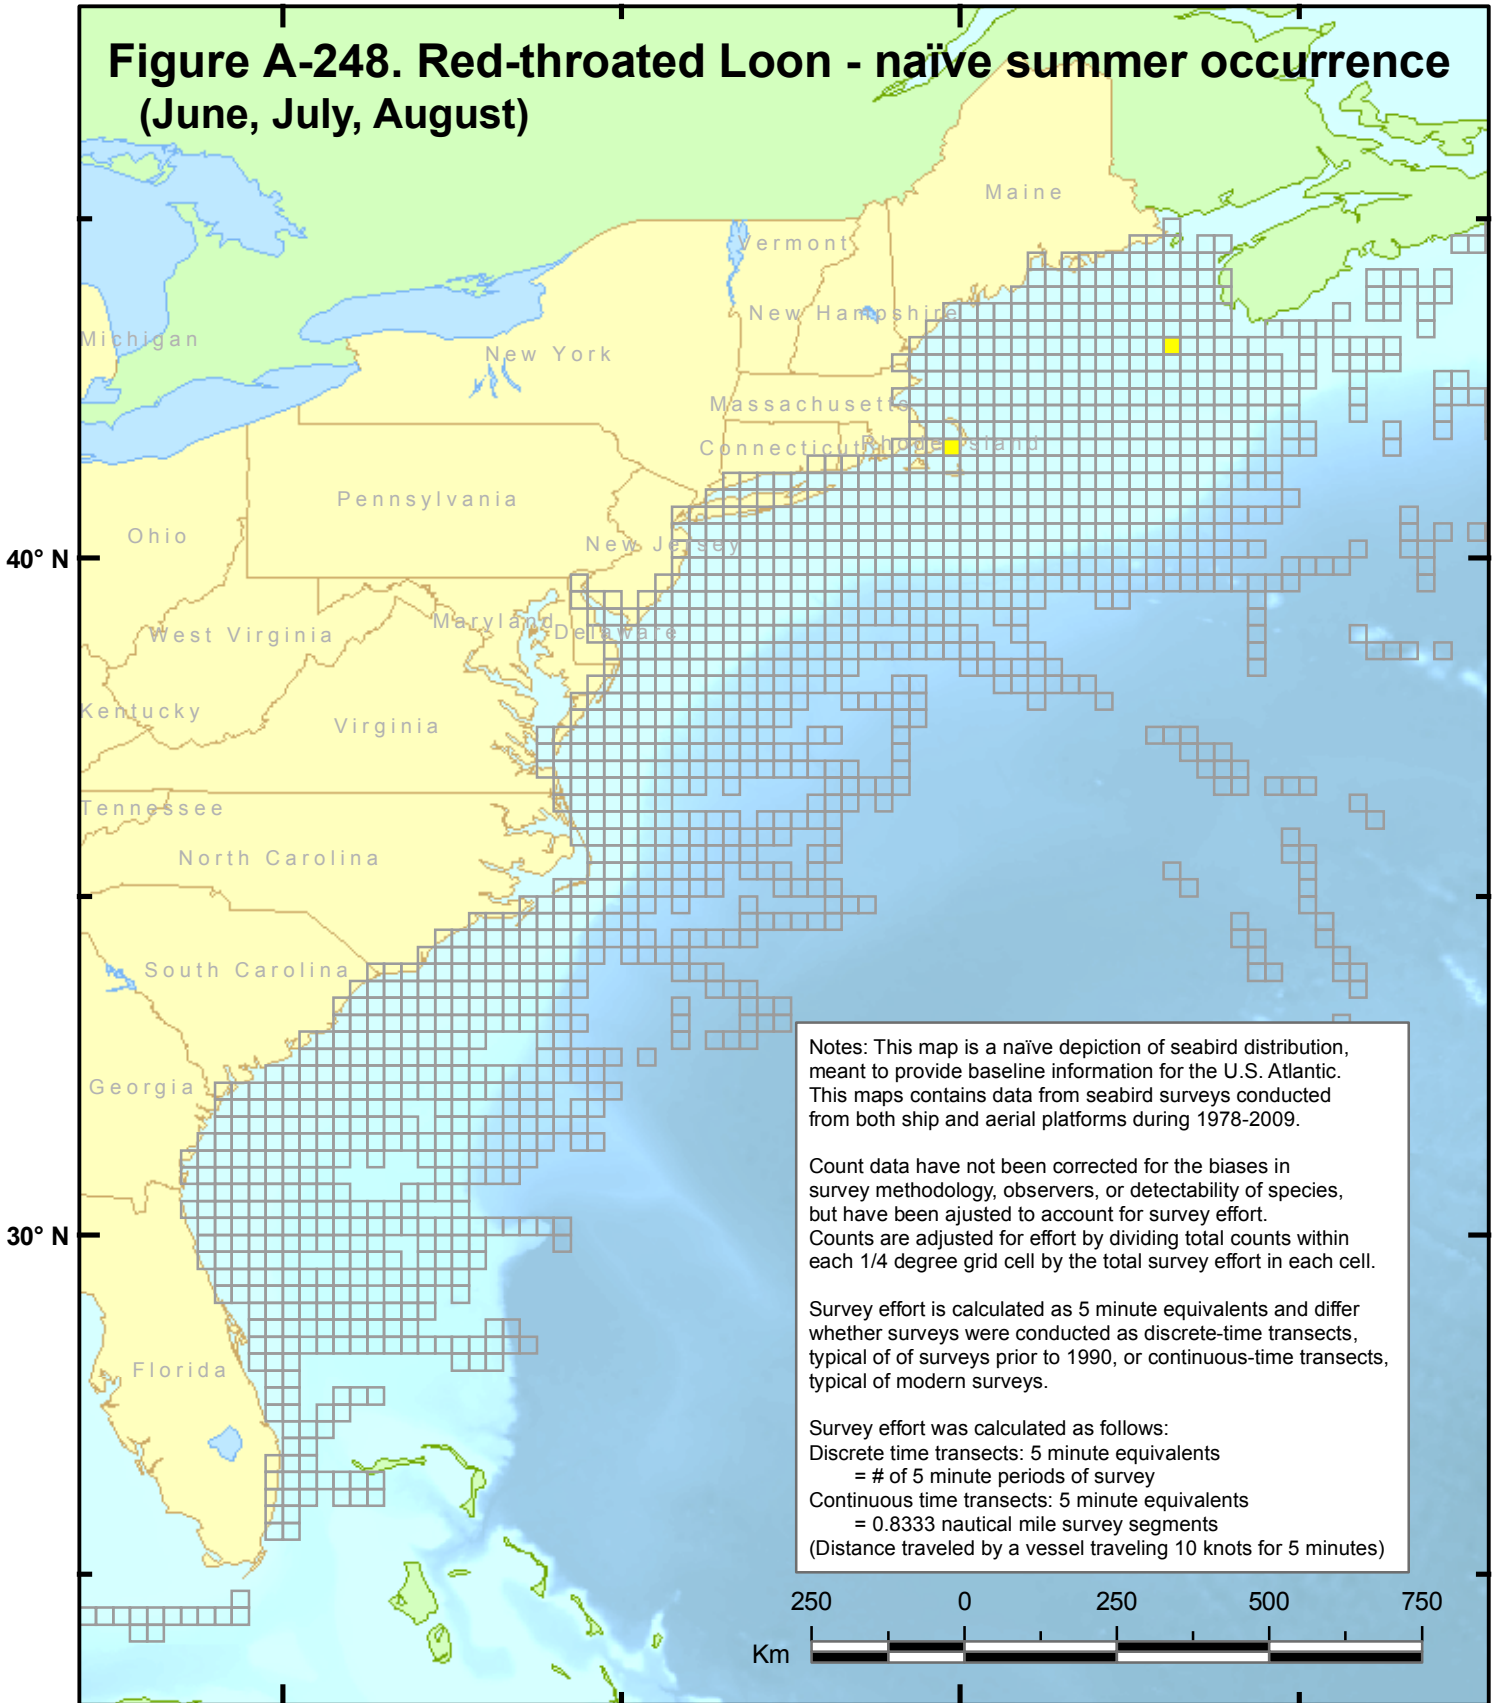 Figure A-248. Red-throated Loon - naïve summer occurrence
(June, July, August)
Maine
Vermont
New Hampshire
Michigan
New York
Massachusetts
Connecticut
Rhode Island
Pennsylvania
Ohio
New Jersey
40° N
Maryland
Delaware
West Virginia
Kentucky
Virginia
Tennessee
North Carolina
South Carolina
Georgia
30° N
Florida
Notes: This map is a naïve depiction of seabird distribution,
meant to provide baseline information for the U.S. Atlantic.
This maps contains data from seabird surveys conducted
from both ship and aerial platforms during 1978-2009.
Count data have not been corrected for the biases in
survey methodology, observers, or detectability of species,
but have been ajusted to account for survey effort.
Counts are adjusted for effort by dividing total counts within
each 1/4 degree grid cell by the total survey effort in each cell.
Survey effort is calculated as 5 minute equivalents and differ
whether surveys were conducted as discrete-time transects,
typical of of surveys prior to 1990, or continuous-time transects,
typical of modern surveys.
Survey effort was calculated as follows:
Discrete time transects: 5 minute equivalents
= # of 5 minute periods of survey
Continuous time transects: 5 minute equivalents
= 0.8333 nautical mile survey segments
(Distance traveled by a vessel traveling 10 knots for 5 minutes)
250 0 250 500 750
Km